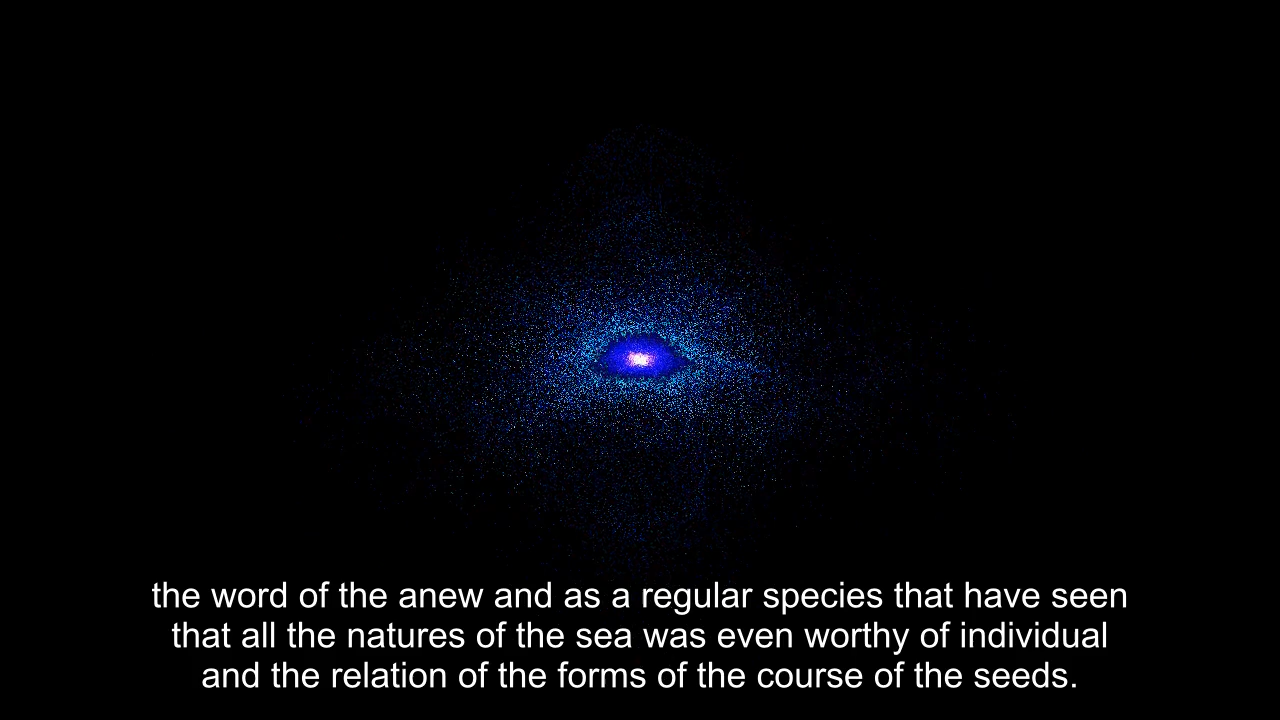 the word of the anew and as a regular species that have seen
that all the natures of the sea was even worthy of individual
and the relation of the forms of the course of the seeds.